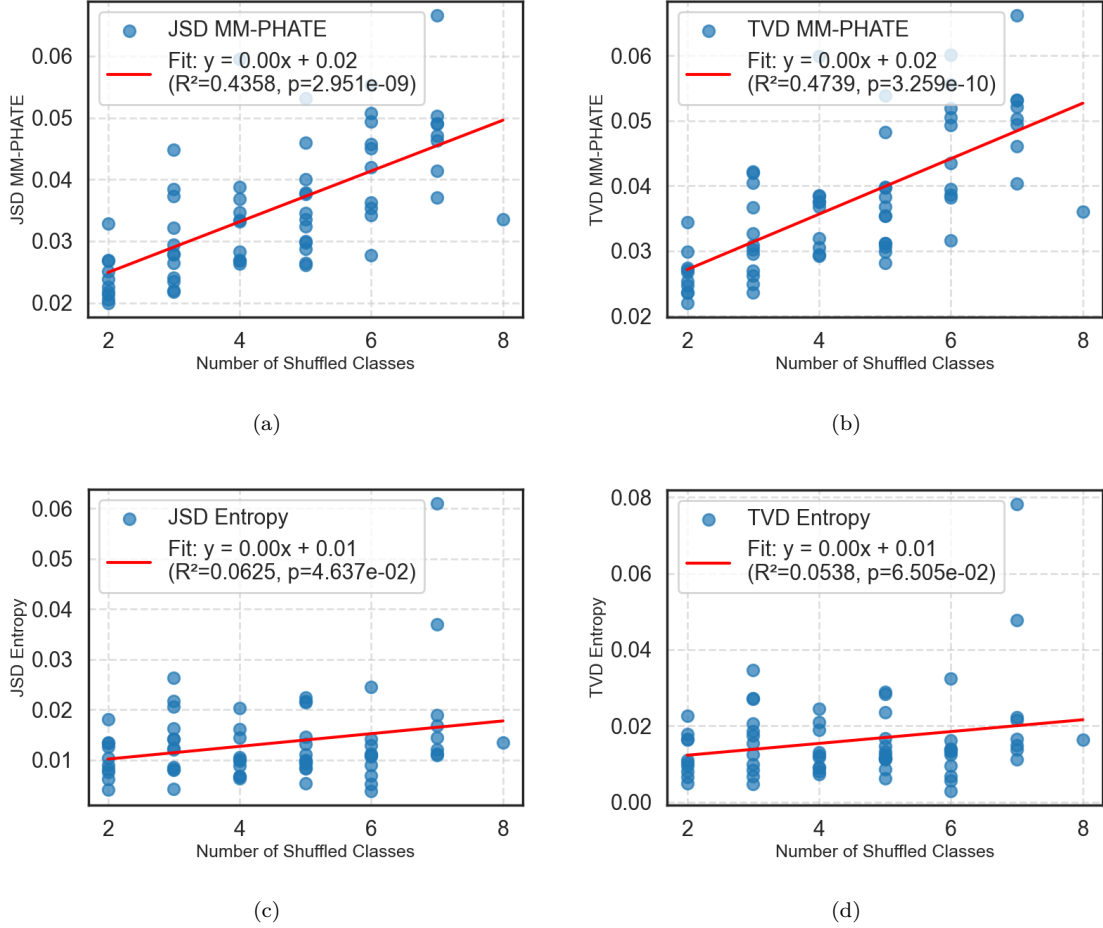 JSD MM-PHATE
Fit: y = 0.00x + 0.02
(R²=0.4358, p=2.951e-09)
0.06
0.05
0.04
0.03
0.02
JSD MM-PHATE
2 4 6 8
Number of Shuffled Classes
(a)
TVD MM-PHATE
Fit: y = 0.00x + 0.02
(R²=0.4739, p=3.259e-10)
0.06
0.05
0.04
0.03
0.02
TVD MM-PHATE
2 4 6 8
Number of Shuffled Classes
(b)
JSD Entropy
Fit: y = 0.00x + 0.01
(R²=0.0625, p=4.637e-02)
0.06
0.05
0.04
0.03
0.02
0.01
JSD Entropy
2 4 6 8
Number of Shuffled Classes
(c)
TVD Entropy
Fit: y = 0.00x + 0.01
(R²=0.0538, p=6.505e-02)
0.08
0.06
0.04
0.02
0.00
TVD Entropy
2 4 6 8
Number of Shuffled Classes
(d)